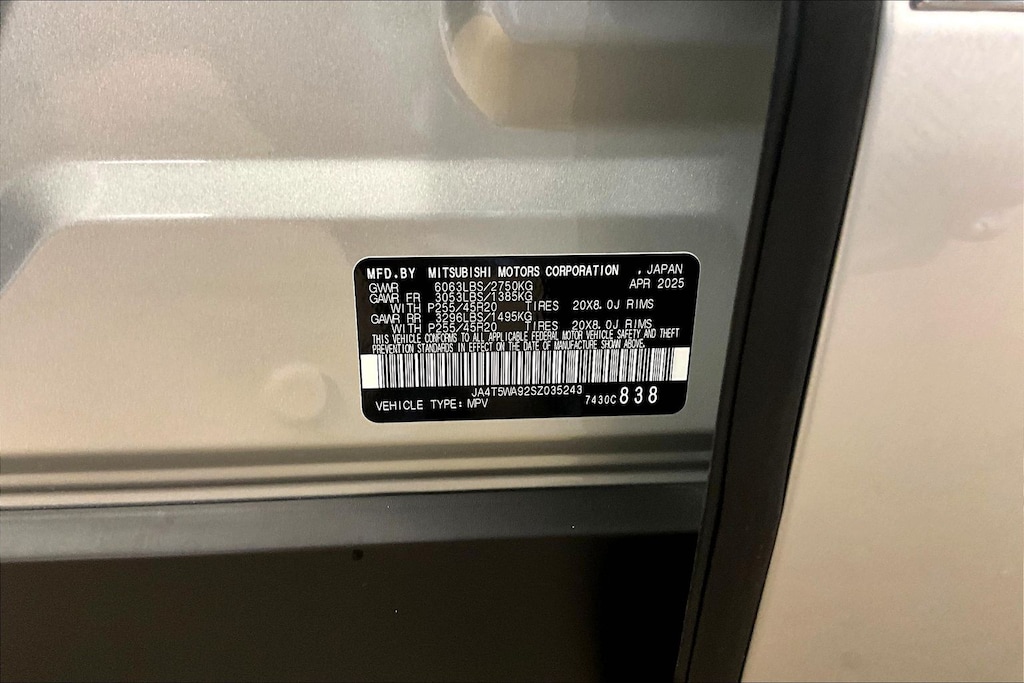 MFD.BY MITSUBISHI MOTORS CORPORATION , JAPAN
GVWR 6063LBS/2750KG APR 2025
GAWR FR 3053LBS/1385KG
WITH P255/45R20 TIRES 20X8.0J RIMS
GAWR RR 3296LBS/1495KG
WITH P255/45R20 TIRES 20X8.0J RIMS
THIS VEHICLE CONFORMS TO ALL APPLICABLE FEDERAL MOTOR VEHICLE SAFETY AND THEFT
PREVENTION STANDARDS IN EFFECT ON THE DATE OF MANUFACTURE SHOWN ABOVE.
JA4T5WA92SZ035243
VEHICLE TYPE: MPV 7430C 838